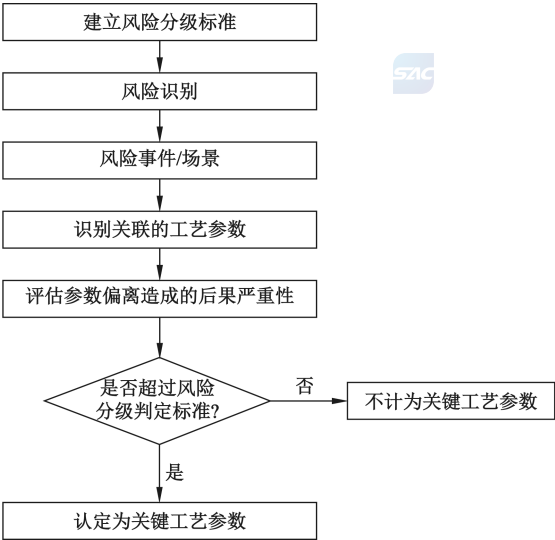 建立风险分级标准
SAC
风险识别
风险事件/场景
识别关联的工艺参数
评估参数偏离造成的后果严重性
是否超过风险
分级判定标准?
否
不计为关键工艺参数
是
认定为关键工艺参数